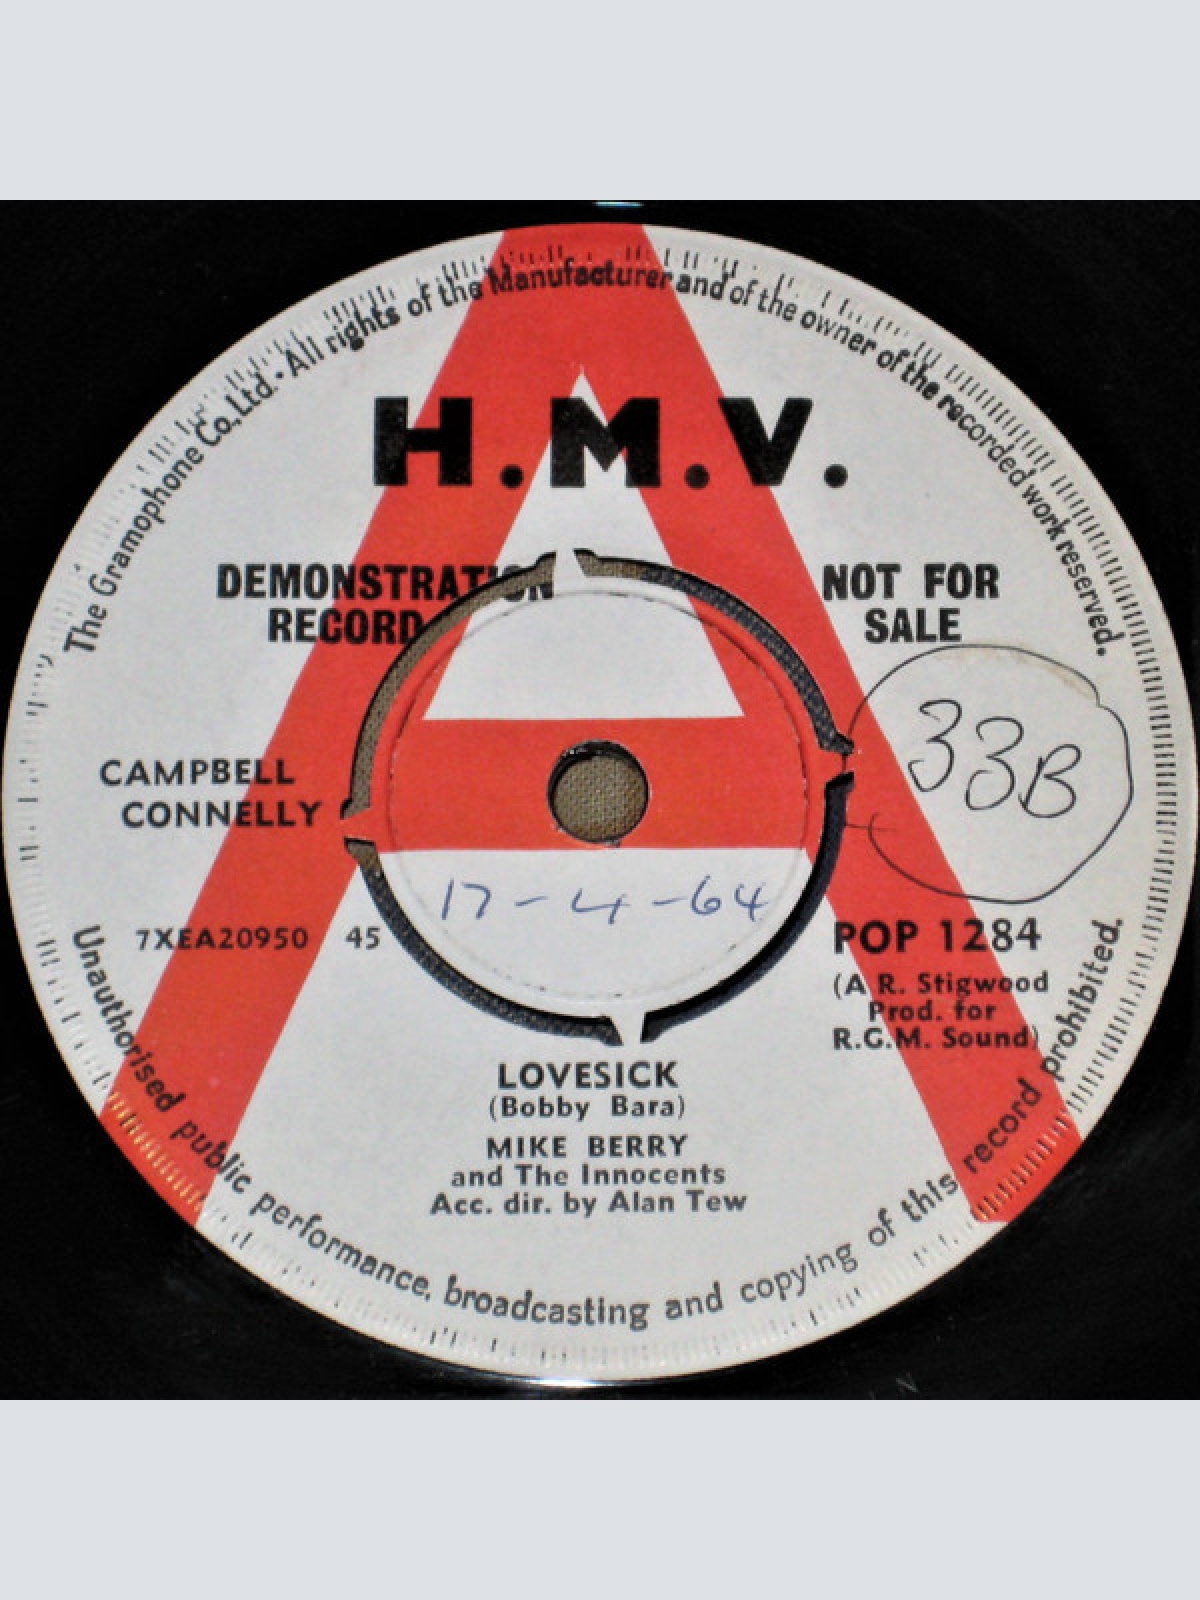 The Gramophone Co, Ltd. · All rights of the Manufacturer and of the owner of the recorded work reserved.
H.M.V.
DEMONSTRATION
RECORD
NOT FOR
SALE
33B
CAMPBELL
CONNELLY
17-4-64
7XEA20950 45
POP 1284
(A R. Stigwood
Prod. for
R.G.M. Sound)
LOVESICK
(Bobby Bara)
MIKE BERRY
and The Innocents
Acc. dir. by Alan Tew
Unauthorised public performance, broadcasting and copying of this record prohibited.